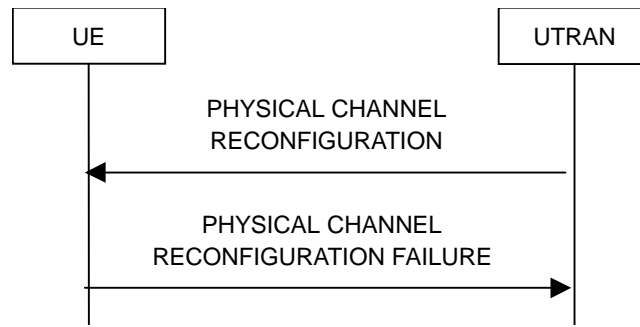 UE
UTRAN
PHYSICAL CHANNEL
RECONFIGURATION
PHYSICAL CHANNEL
RECONFIGURATION FAILURE